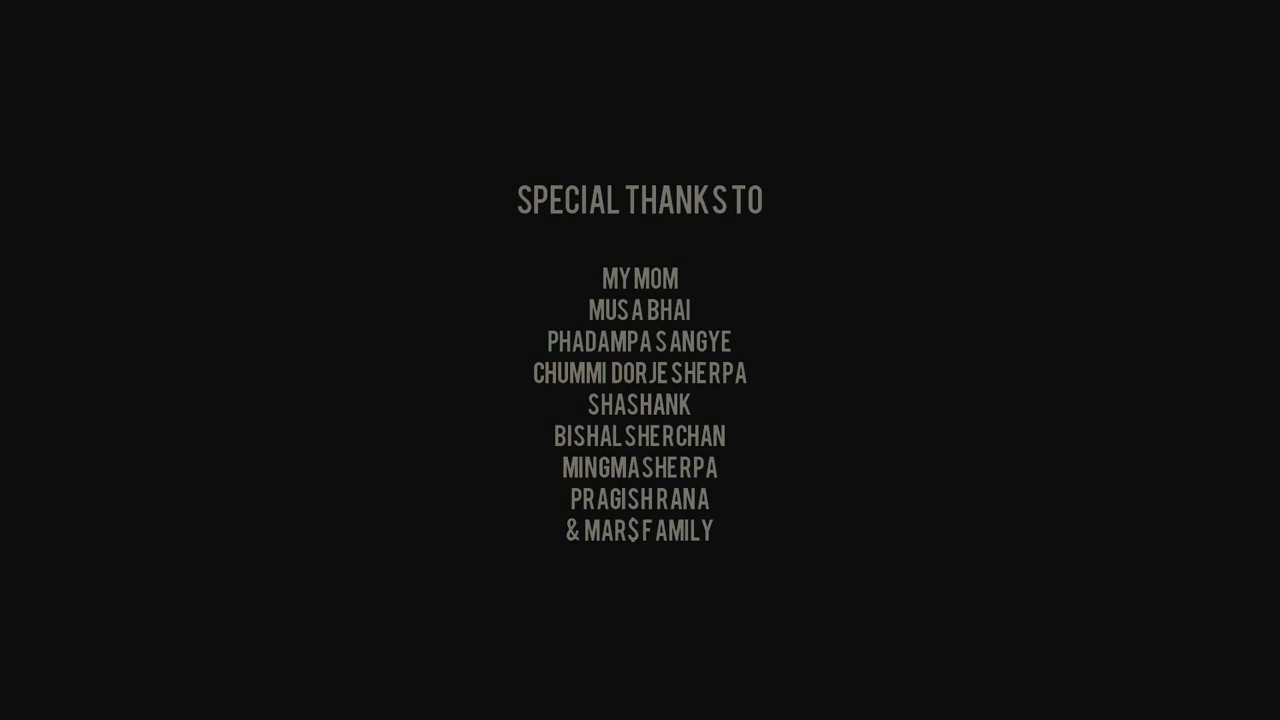 SPECIAL THANKS TO
MY MOM
MUSA BHAI
PHADAMPA SANGYE
CHUMMI DORJE SHERPA
SHASHANK
BISHAL SHERCHAN
MINGMA SHERPA
PRAGISH RANA
& MAR$ FAMILY